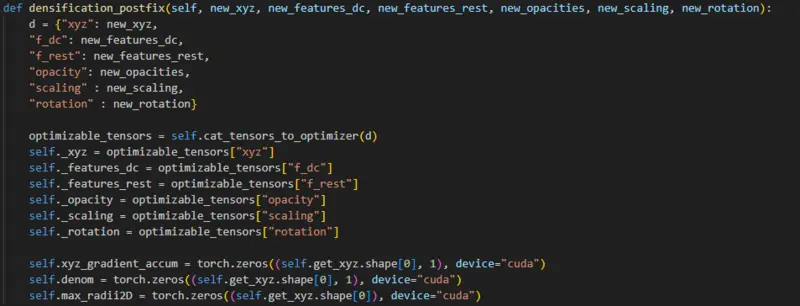 def densification_postfix(self, new_xyz, new_features_dc, new_features_rest, new_opacities, new_scaling, new_rotation):
    d = {"xyz": new_xyz,
    "f_dc": new_features_dc,
    "f_rest": new_features_rest,
    "opacity": new_opacities,
    "scaling" : new_scaling,
    "rotation" : new_rotation}

    optimizable_tensors = self.cat_tensors_to_optimizer(d)
    self._xyz = optimizable_tensors["xyz"]
    self._features_dc = optimizable_tensors["f_dc"]
    self._features_rest = optimizable_tensors["f_rest"]
    self._opacity = optimizable_tensors["opacity"]
    self._scaling = optimizable_tensors["scaling"]
    self._rotation = optimizable_tensors["rotation"]

    self.xyz_gradient_accum = torch.zeros((self.get_xyz.shape[0], 1), device="cuda")
    self.denom = torch.zeros((self.get_xyz.shape[0], 1), device="cuda")
    self.max_radii2D = torch.zeros((self.get_xyz.shape[0]), device="cuda")